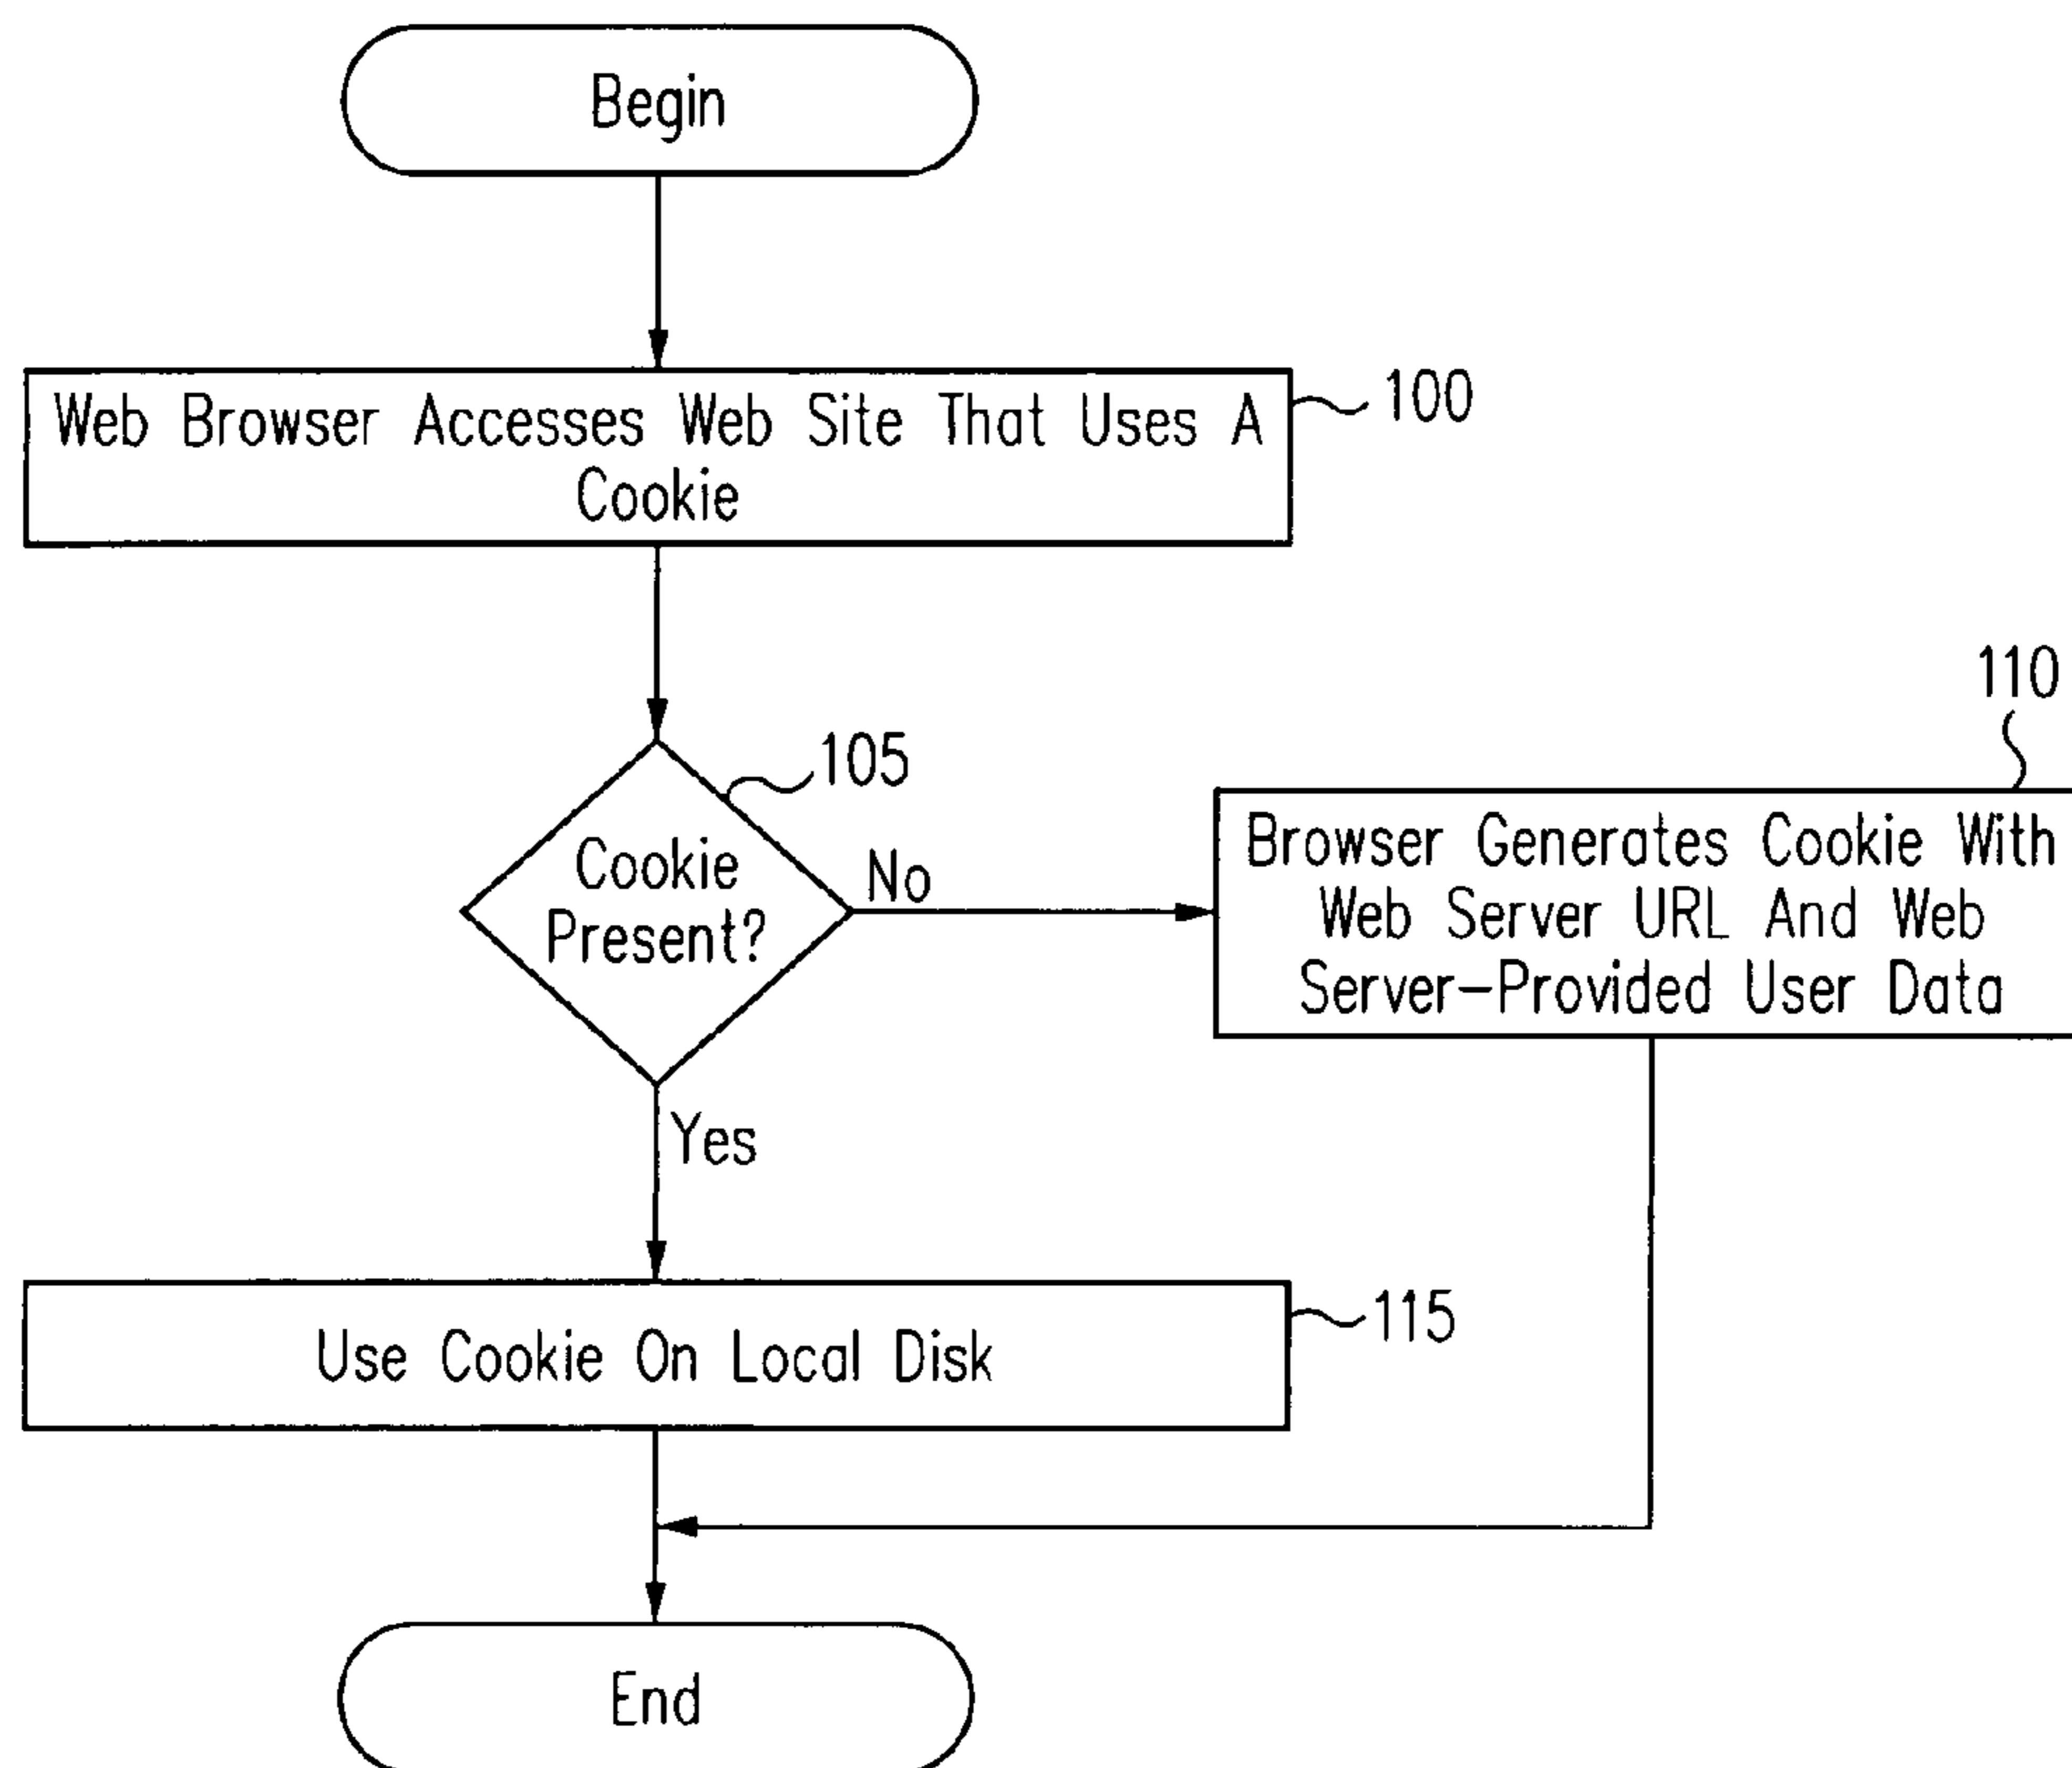 Begin
Web Browser Accesses Web Site That Uses A
Cookie
100
105
Cookie
Present?
No
110
Browser Generates Cookie With
Web Server URL And Web
Server-Provided User Data
Yes
Use Cookie On Local Disk
115
End